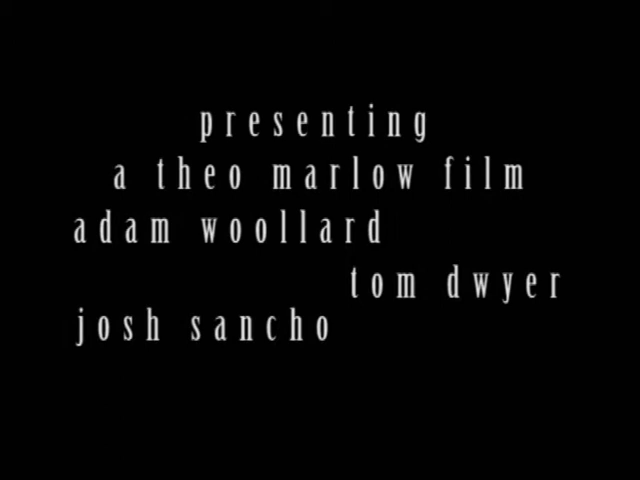 presenting
a theo marlow film
adam woollard
tom dwyer
josh sancho